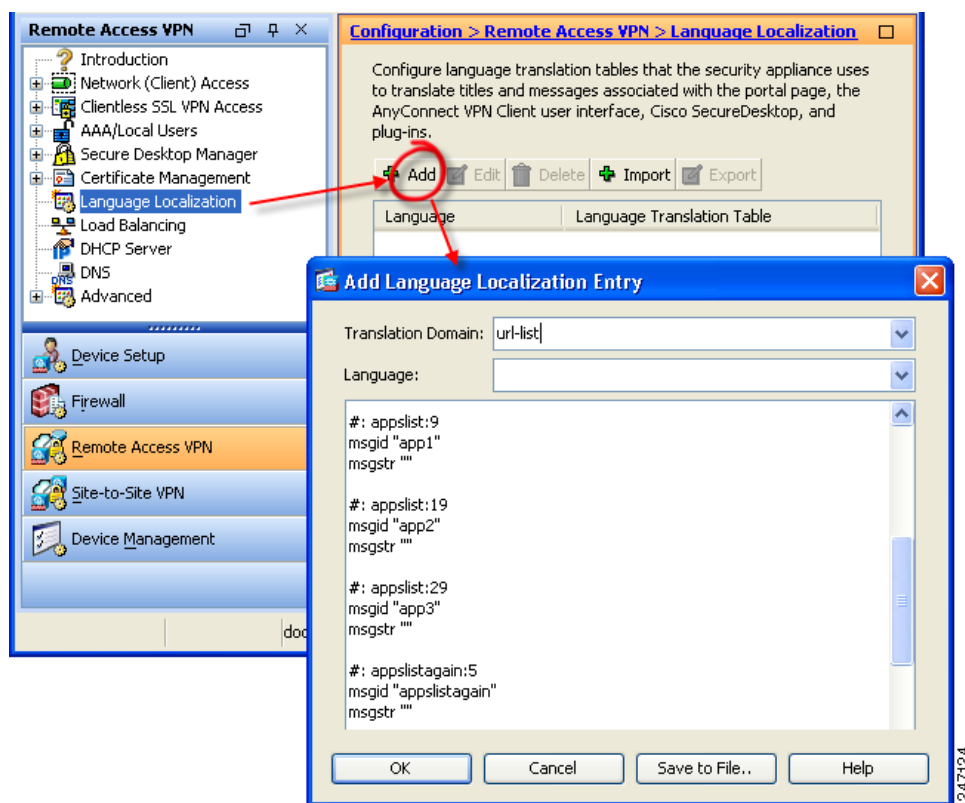 Remote Access VPN
Introduction
Network (Client) Access
Clientless SSL VPN Access
AAA/Local Users
Secure Desktop Manager
Certificate Management
Language Localization
Load Balancing
DHCP Server
DNS
Advanced
Device Setup
Firewall
Remote Access VPN
Site-to-Site VPN
Device Management
doc
Configuration > Remote Access VPN > Language Localization
Configure language translation tables that the security appliance uses
to translate titles and messages associated with the portal page, the
AnyConnect VPN Client user interface, Cisco SecureDesktop, and
plug-ins.
Add Edit Delete Import Export
Language Language Translation Table
Add Language Localization Entry
Translation Domain: url-list
Language:
#: appslist:9
msgid "app1"
msgstr ""
#: appslist:19
msgid "app2"
msgstr ""
#: appslist:29
msgid "app3"
msgstr ""
#: appslistagain:5
msgid "appslistagain"
msgstr ""
OK Cancel Save to File.. Help
247134